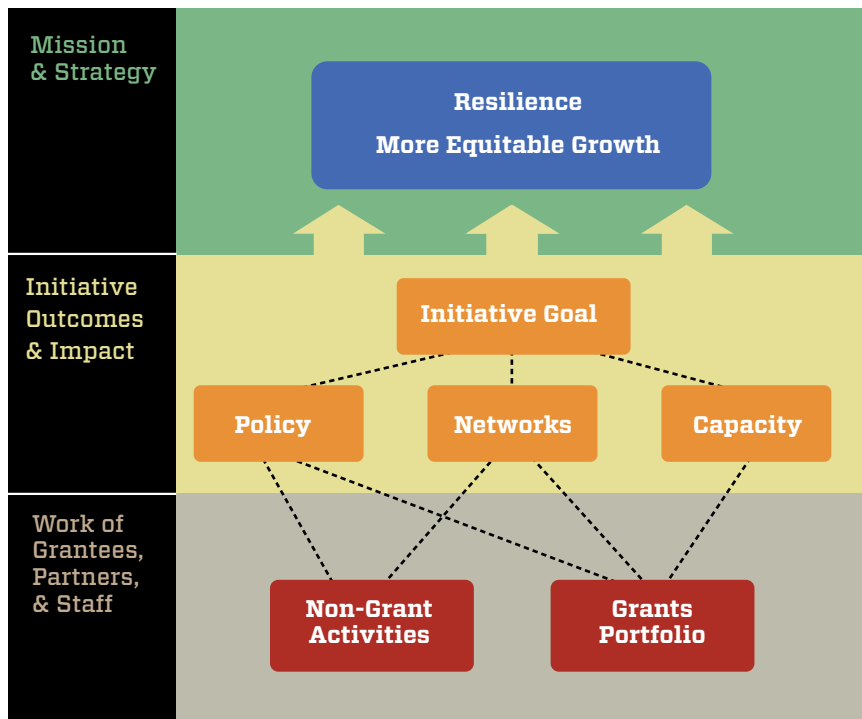 Mission
& Strategy
Resilience
More Equitable Growth
Initiative
Outcomes
& Impact
Initiative Goal
Policy
Networks
Capacity
Work of
Grantees,
Partners,
& Staff
Non-Grant
Activities
Grants
Portfolio